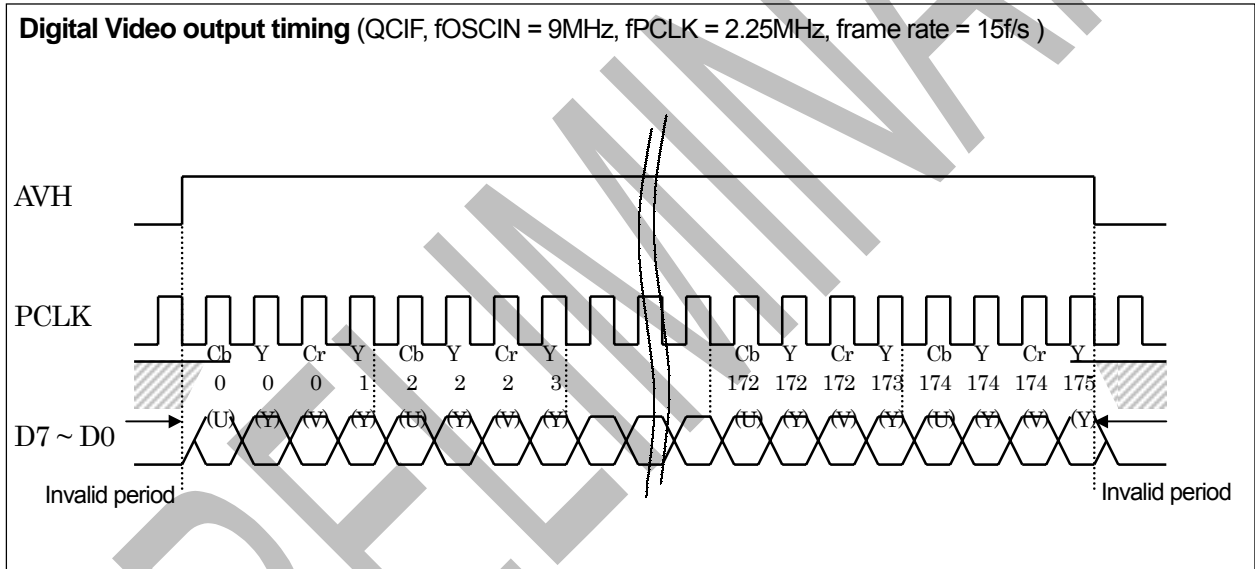 Digital Video output timing (QCIF, fOSCIN = 9MHz, fPCLK = 2.25MHz, frame rate = 15f/s )
AVH
PCLK
Cb Y Cr Y Cb Y Cr Y Cb Y Cr Y Cb Y Cr Y
0 0 0 1 2 2 2 3 172 172 172 173 174 174 174 175
(U) (Y) (V) (Y) (U) (Y) (V) (Y) (U) (Y) (V) (Y) (U) (Y) (V) (Y)
D7 ~ D0
Invalid period Invalid period